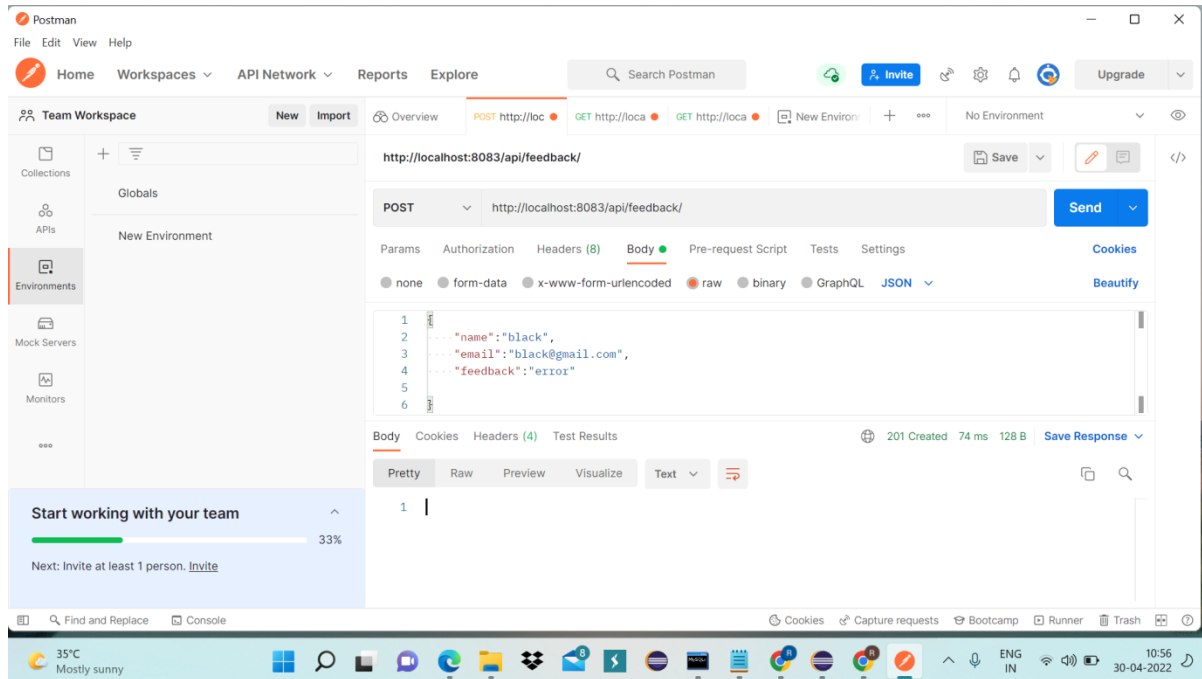 Postman
File Edit View Help
Home Workspaces API Network Reports Explore Search Postman Invite Upgrade
Team Workspace New Import Overview POST http://loc GET http://loca GET http://loca New Environ No Environment
Collections
APIs
Environments
Mock Servers
Monitors
Globals
New Environment
http://localhost:8083/api/feedback/ Save
POST http://localhost:8083/api/feedback/ Send
Params Authorization Headers (8) Body Pre-request Script Tests Settings Cookies
none form-data x-www-form-urlencoded raw binary GraphQL JSON Beautify
1 {
2 "name":"black",
3 "email":"black@gmail.com",
4 "feedback":"error"
5
6 }
Body Cookies Headers (4) Test Results 201 Created 74 ms 128 B Save Response
Pretty Raw Preview Visualize Text
1
Start working with your team
33%
Next: Invite at least 1 person. Invite
Find and Replace Console Cookies Capture requests Bootcamp Runner Trash
35°C
Mostly sunny
8
R
R
ENG
IN
10:56
30-04-2022